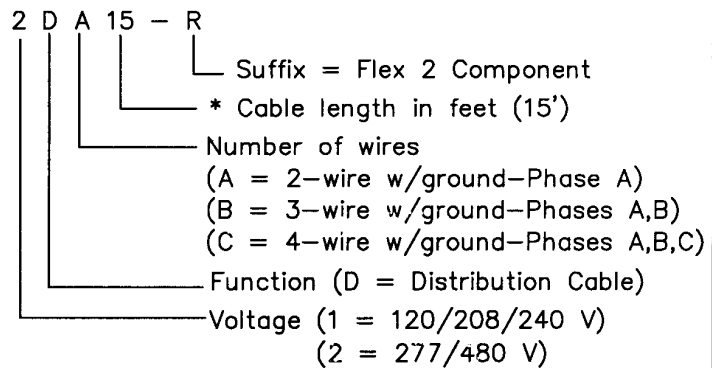 2 D A 15 - R
Suffix = Flex 2 Component
* Cable length in feet (15')
Number of wires
(A = 2-wire w/ground-Phase A)
(B = 3-wire w/ground-Phases A,B)
(C = 4-wire w/ground-Phases A,B,C)
Function (D = Distribution Cable)
Voltage (1 = 120/208/240 V)
(2 = 277/480 V)